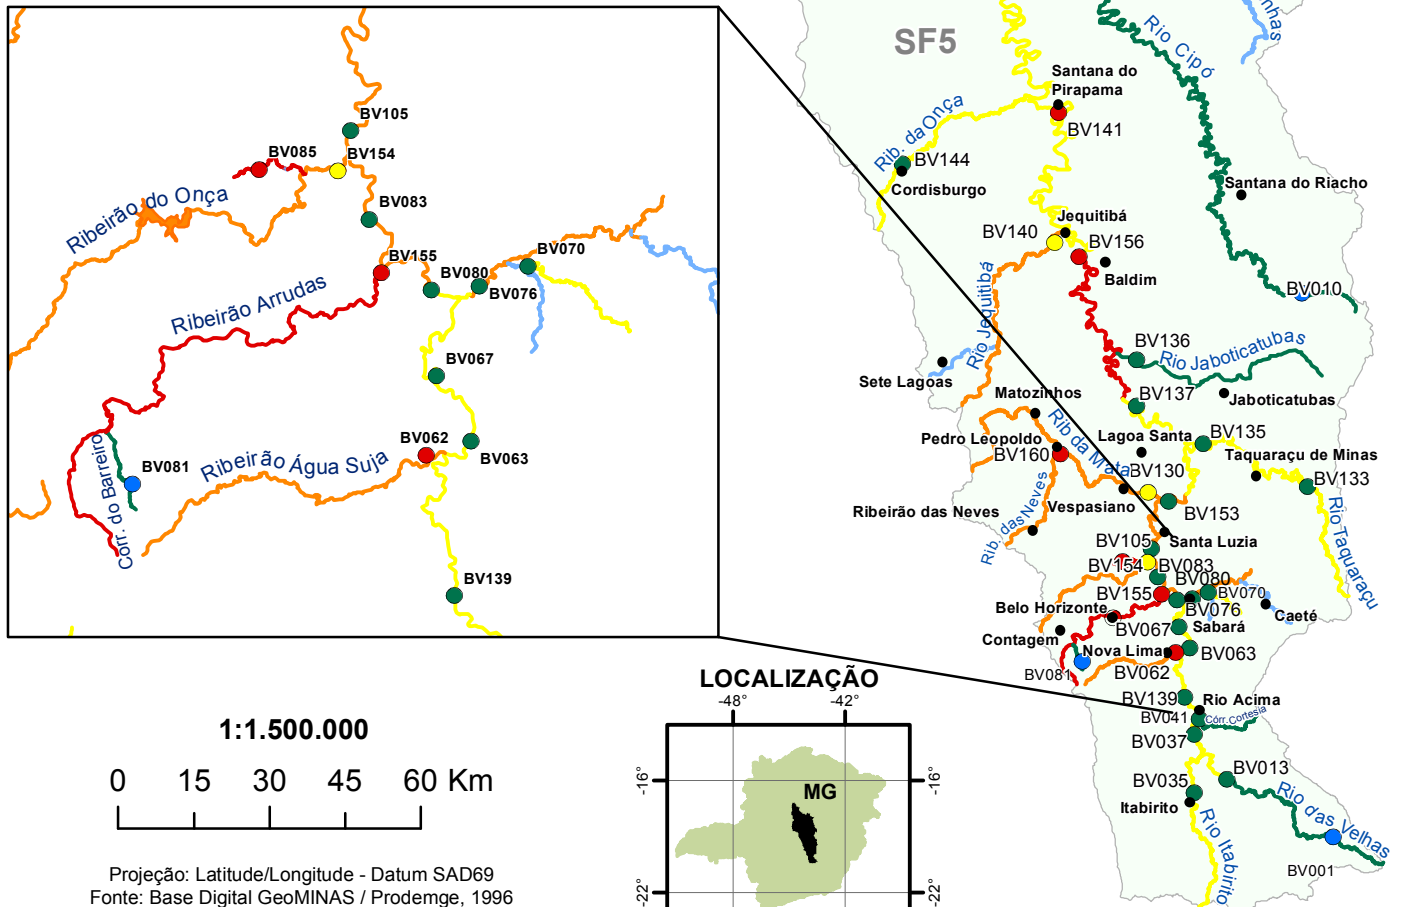 BV105
BV085
BV154
BV083
Ribeirão do Onça
BV155
BV080
BV070
BV076
Ribeirão Arrudas
BV067
BV062
BV063
Ribeirão Água Suja
Corr. do Barreiro
BV081
BV139
SF5
Rio Cipó
nhas
Santana do
Pirapama
BV141
Rib. da Onça
BV144
Cordisburgo
Santana do Riacho
Jequitibá
BV140
BV156
Baldim
BV010
Rio Jequitibá
BV136
Rio Jaboticatubas
Sete Lagoas
Matozinhos
BV137
Jaboticatubas
Rib da Mata
Pedro Leopoldo
Lagoa Santa
BV135
BV160
Taquaraçu de Minas
BV130
BV133
Vespasiano
BV153
Ribeirão das Neves
Rib. das Neves
Rio Taquaraçu
Santa Luzia
BV105
BV154
BV083
BV080
BV155
BV070
BV076
Belo Horizonte
Caeté
BV067
Sabará
Contagem
Nova Lima
BV063
BV081
BV062
BV139
Rio Acima
BV041
Córr.Cortesia
BV037
BV013
BV035
Itabirito
Rio das Velhas
Rio Itabirito
BV001
LOCALIZAÇÃO
-48°
-42°
-16°
-16°
MG
-22°
-22°
1:1.500.000
0 15 30 45 60 Km
Projeção: Latitude/Longitude - Datum SAD69
Fonte: Base Digital GeoMINAS / Prodemge, 1996